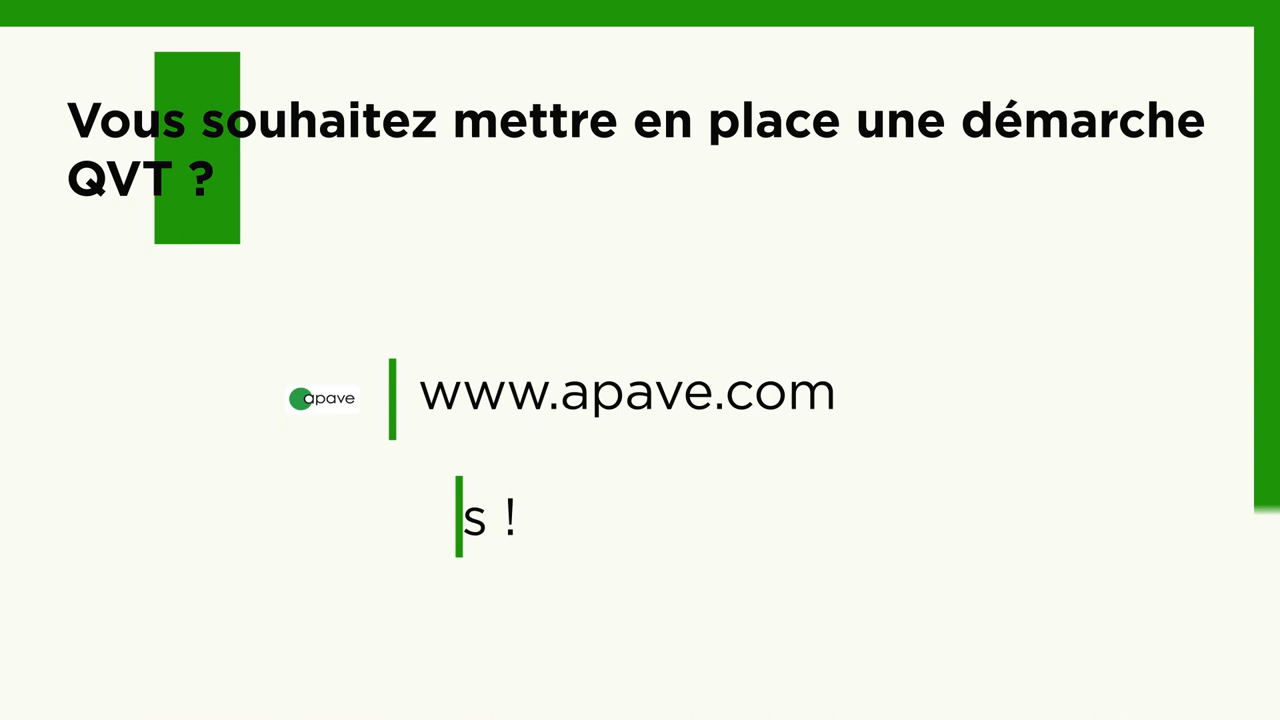 Vous souhaitez mettre en place une démarche
QVT ?
apave
www.apave.com
s !